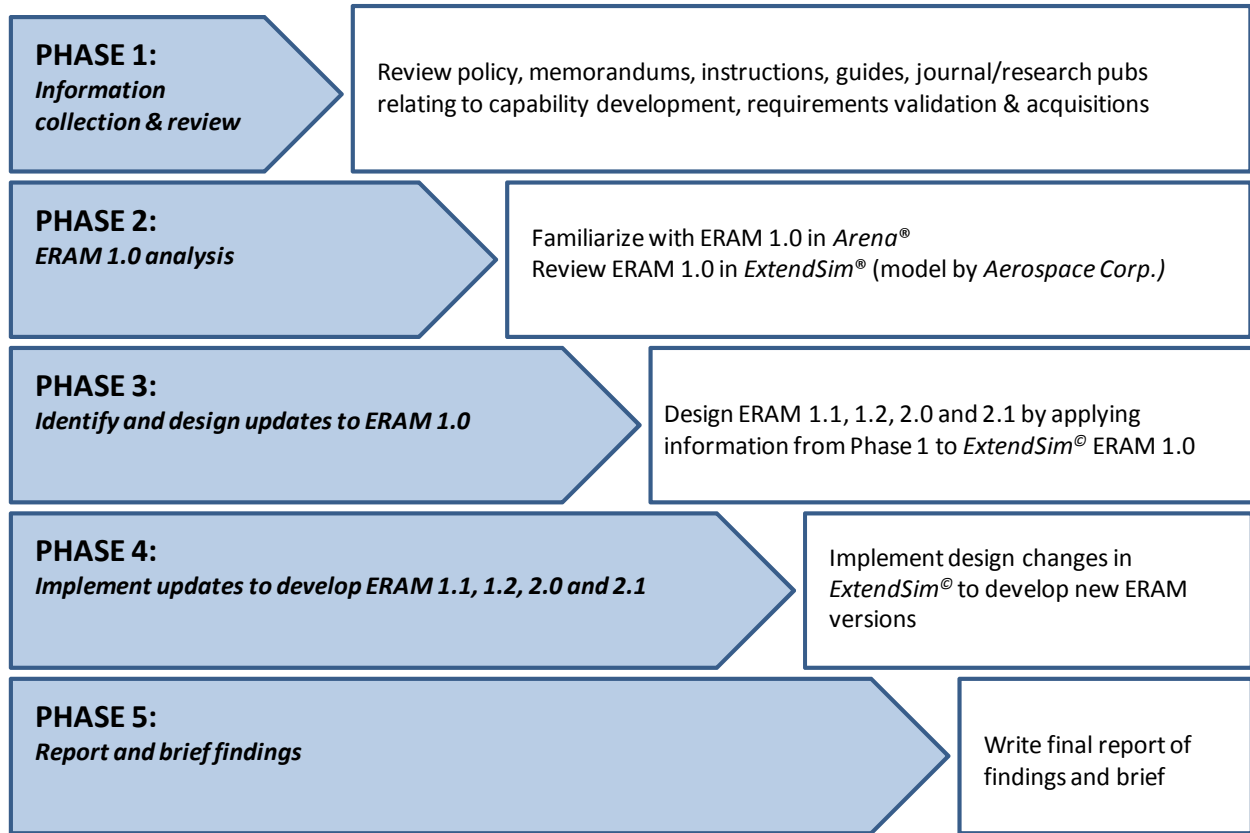 PHASE 1:
Information
collection & review
Review policy, memorandums, instructions, guides, journal/research pubs
relating to capability development, requirements validation & acquisitions
PHASE 2:
ERAM 1.0 analysis
Familiarize with ERAM 1.0 in Arena®
Review ERAM 1.0 in ExtendSim® (model by Aerospace Corp.)
PHASE 3:
Identify and design updates to ERAM 1.0
Design ERAM 1.1, 1.2, 2.0 and 2.1 by applying
information from Phase 1 to ExtendSim© ERAM 1.0
PHASE 4:
Implement updates to develop ERAM 1.1, 1.2, 2.0 and 2.1
Implement design changes in
ExtendSim© to develop new ERAM
versions
PHASE 5:
Report and brief findings
Write final report of
findings and brief